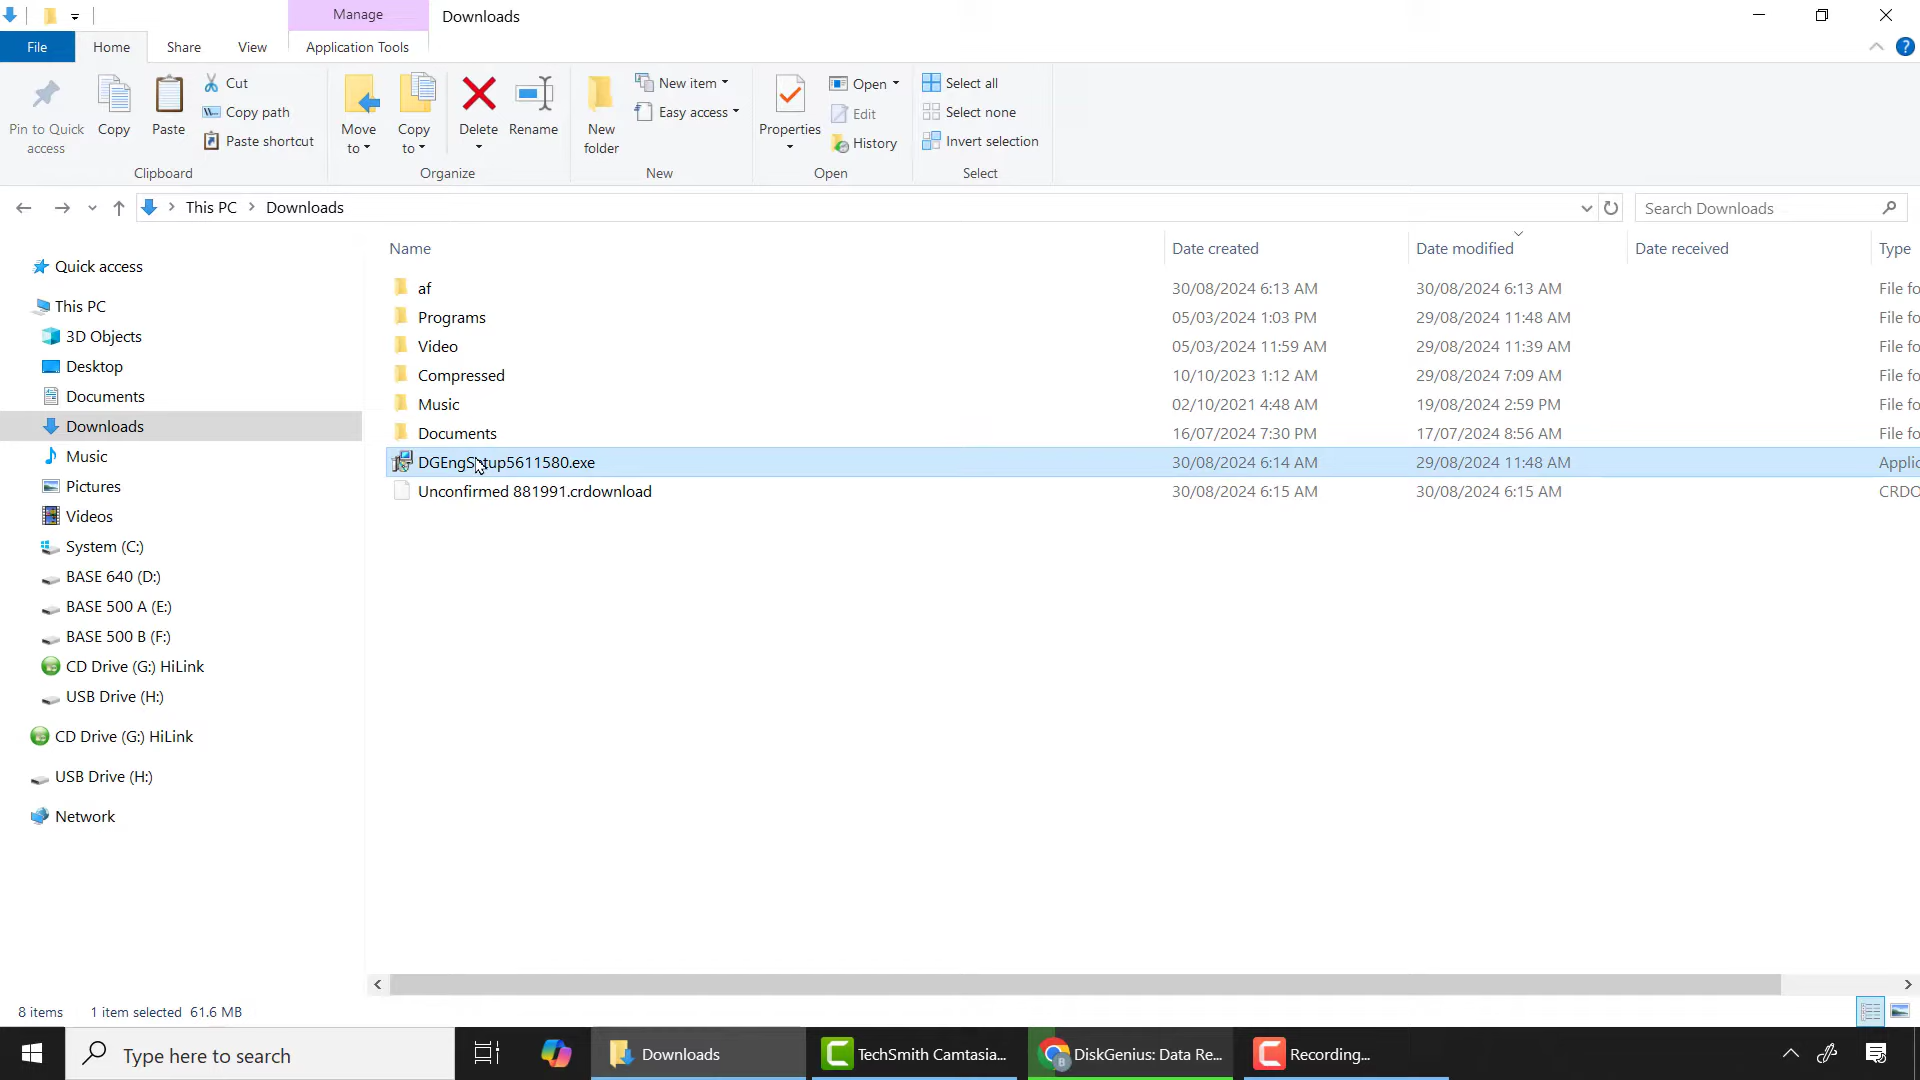 Manage
Downloads
File
Home
Share
View
Application Tools
Pin to Quick access
Copy
Paste
Cut
Copy path
Paste shortcut
Clipboard
Move to
Copy to
Delete
Rename
Organize
New folder
New item
Easy access
New
Properties
Open
Edit
History
Open
Select all
Select none
Invert selection
Select
This PC
Downloads
Search Downloads
Name
Date created
Date modified
Date received
Type
af 30/08/2024 6:13 AM 30/08/2024 6:13 AM File fo
Programs 05/03/2024 1:03 PM 29/08/2024 11:48 AM File fo
Video 05/03/2024 11:59 AM 29/08/2024 11:39 AM File fo
Compressed 10/10/2023 1:12 AM 29/08/2024 7:09 AM File fo
Music 02/10/2021 4:48 AM 19/08/2024 2:59 PM File fo
Documents 16/07/2024 7:30 PM 17/07/2024 8:56 AM File fo
DGEngSetup5611580.exe 30/08/2024 6:14 AM 29/08/2024 11:48 AM Applic
Unconfirmed 881991.crdownload 30/08/2024 6:15 AM 30/08/2024 6:15 AM CRDO
Quick access
This PC
3D Objects
Desktop
Documents
Downloads
Music
Pictures
Videos
System (C:)
BASE 640 (D:)
BASE 500 A (E:)
BASE 500 B (F:)
CD Drive (G:) HiLink
USB Drive (H:)
CD Drive (G:) HiLink
USB Drive (H:)
Network
8 items
1 item selected 61.6 MB
Type here to search
Downloads
TechSmith Camtasia...
DiskGenius: Data Re...
Recording...